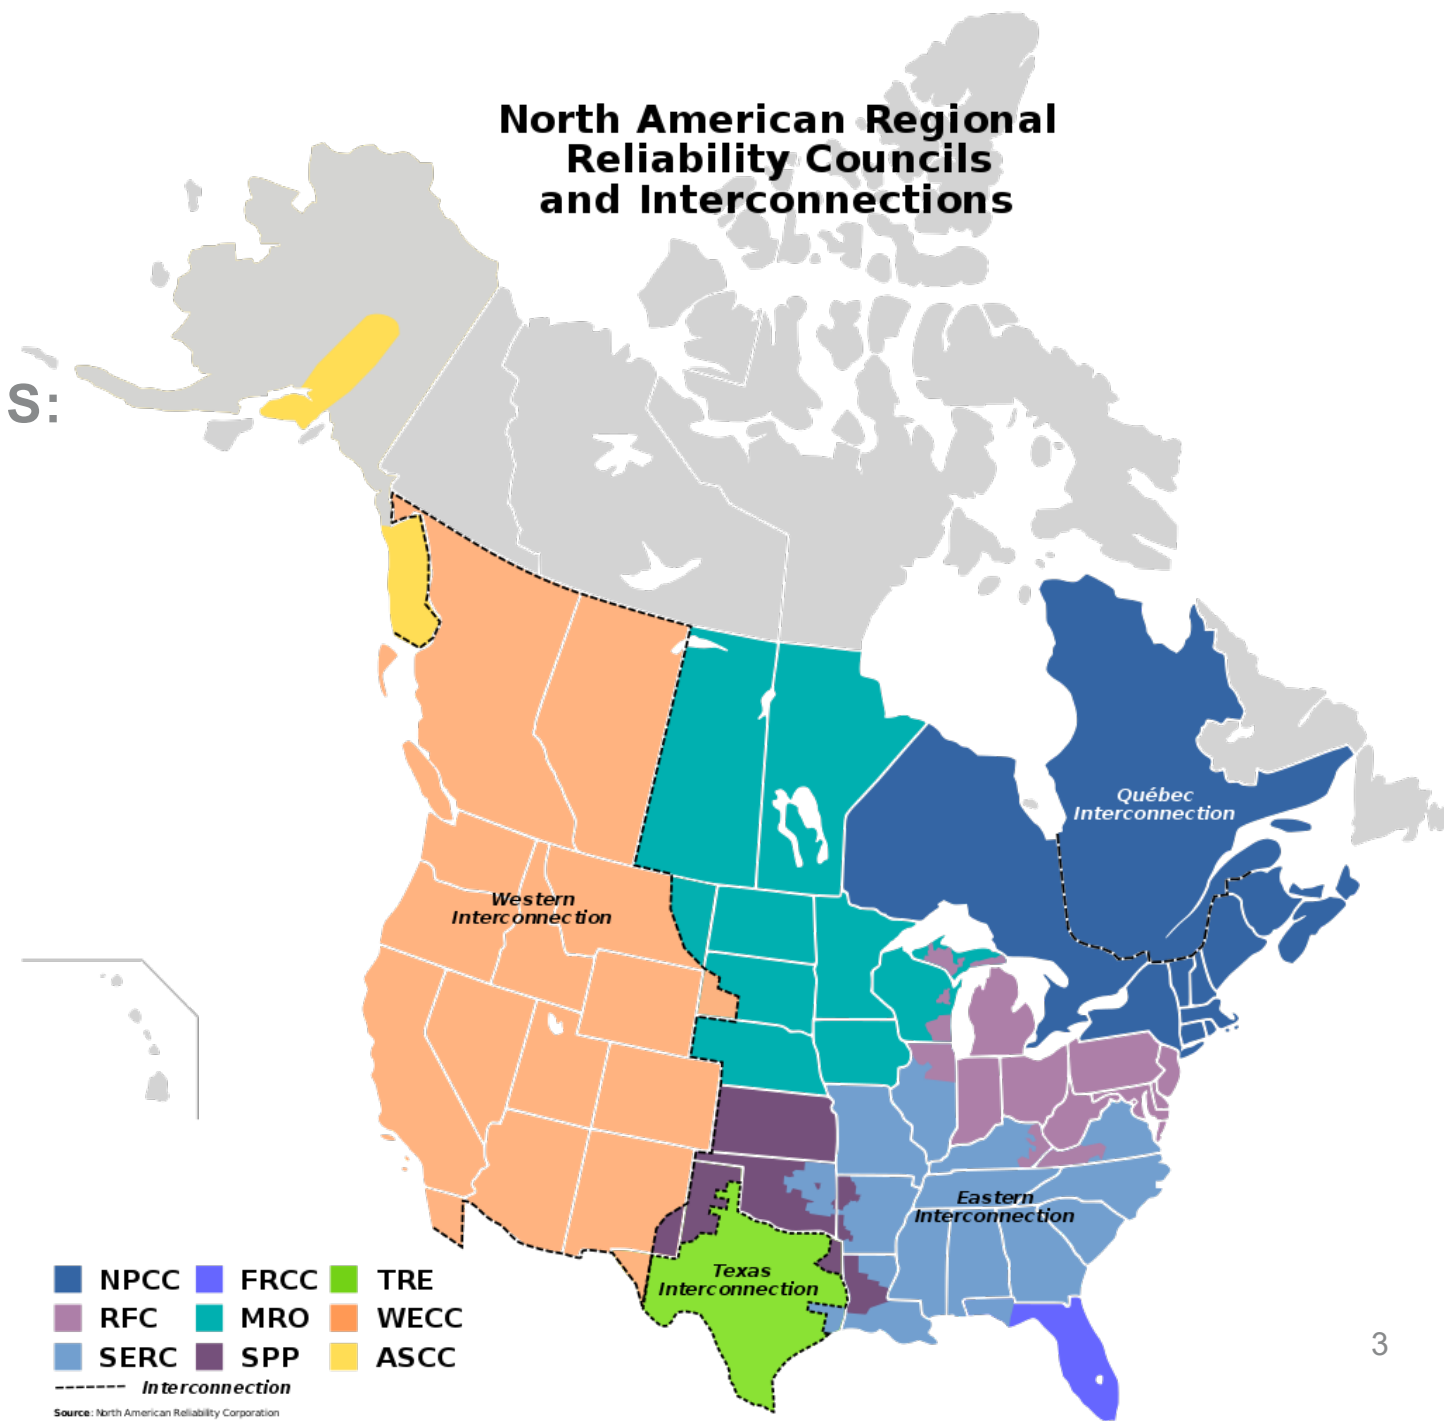 North American Regional
Reliability Councils
and Interconnections
S:
Québec
Interconnection
Western
Interconnection
Eastern
Interconnection
Texas
Interconnection
NPCC FRCC TRE
RFC MRO WECC
SERC SPP ASCC
Interconnection
Source: North American Reliability Corporation
3